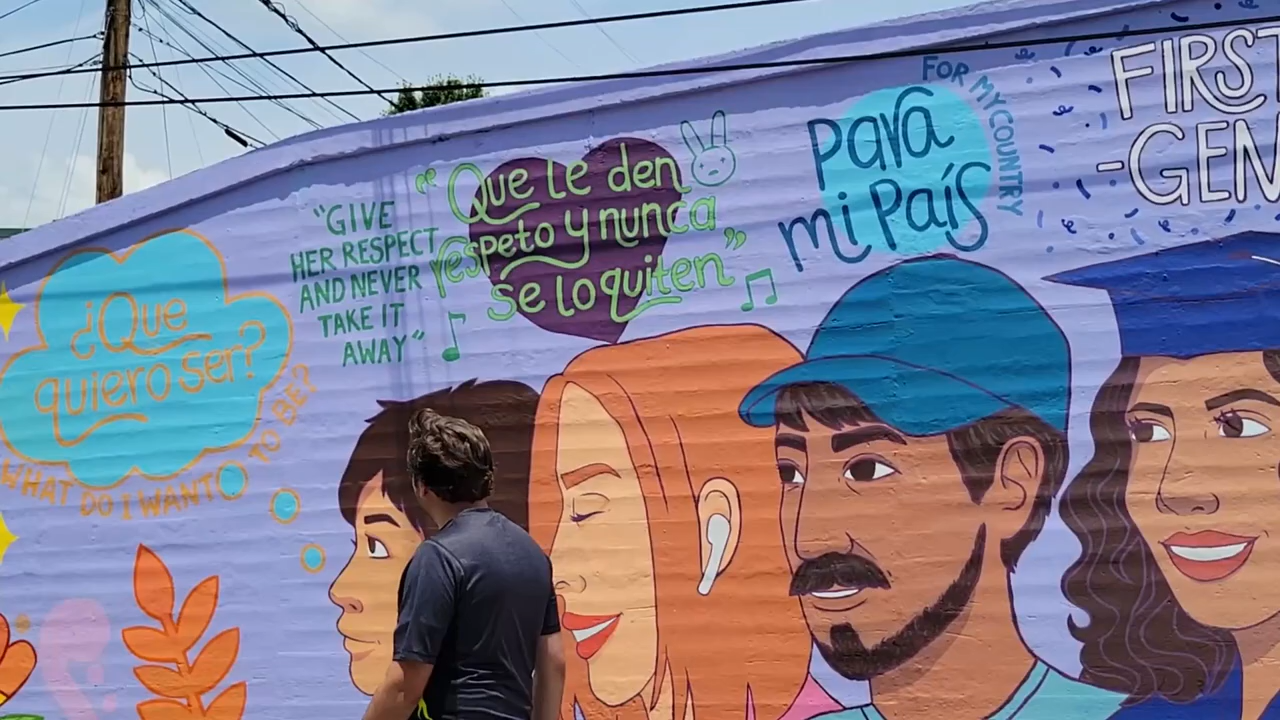 ¿Que
quiero ser?
WHAT DO I WANT TO BE?
"GIVE
HER RESPECT
AND NEVER
TAKE IT
AWAY"
"Que le den
respeto y nunca
se lo quiten"
para
mi País
FOR MY COUNTRY
FIRST
-GEN